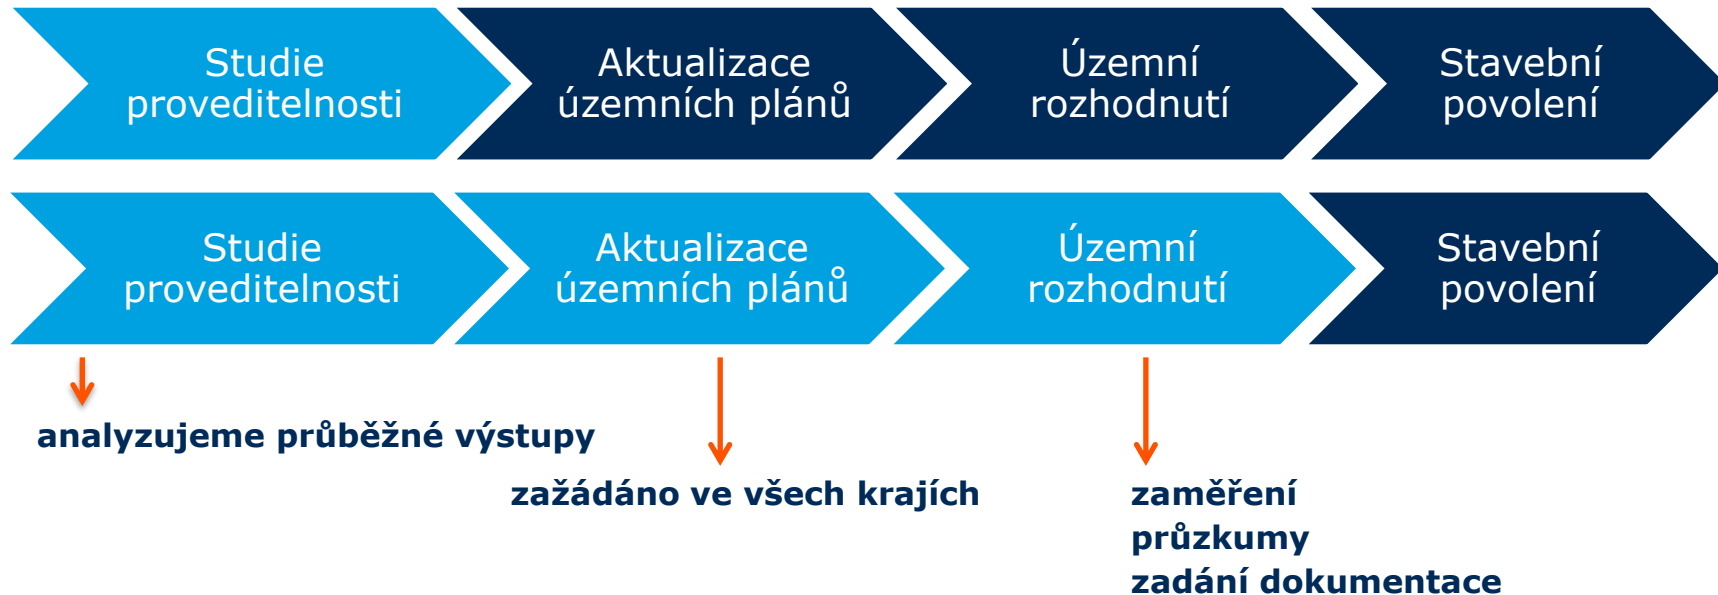 Studie
proveditelnosti
Aktualizace
územních plánů
Územní
rozhodnutí
Stavební
povolení
Studie
proveditelnosti
Aktualizace
územních plánů
Územní
rozhodnutí
Stavební
povolení
analyzujeme průběžné výstupy
zažádáno ve všech krajích
zaměření
průzkumy
zadání dokumentace